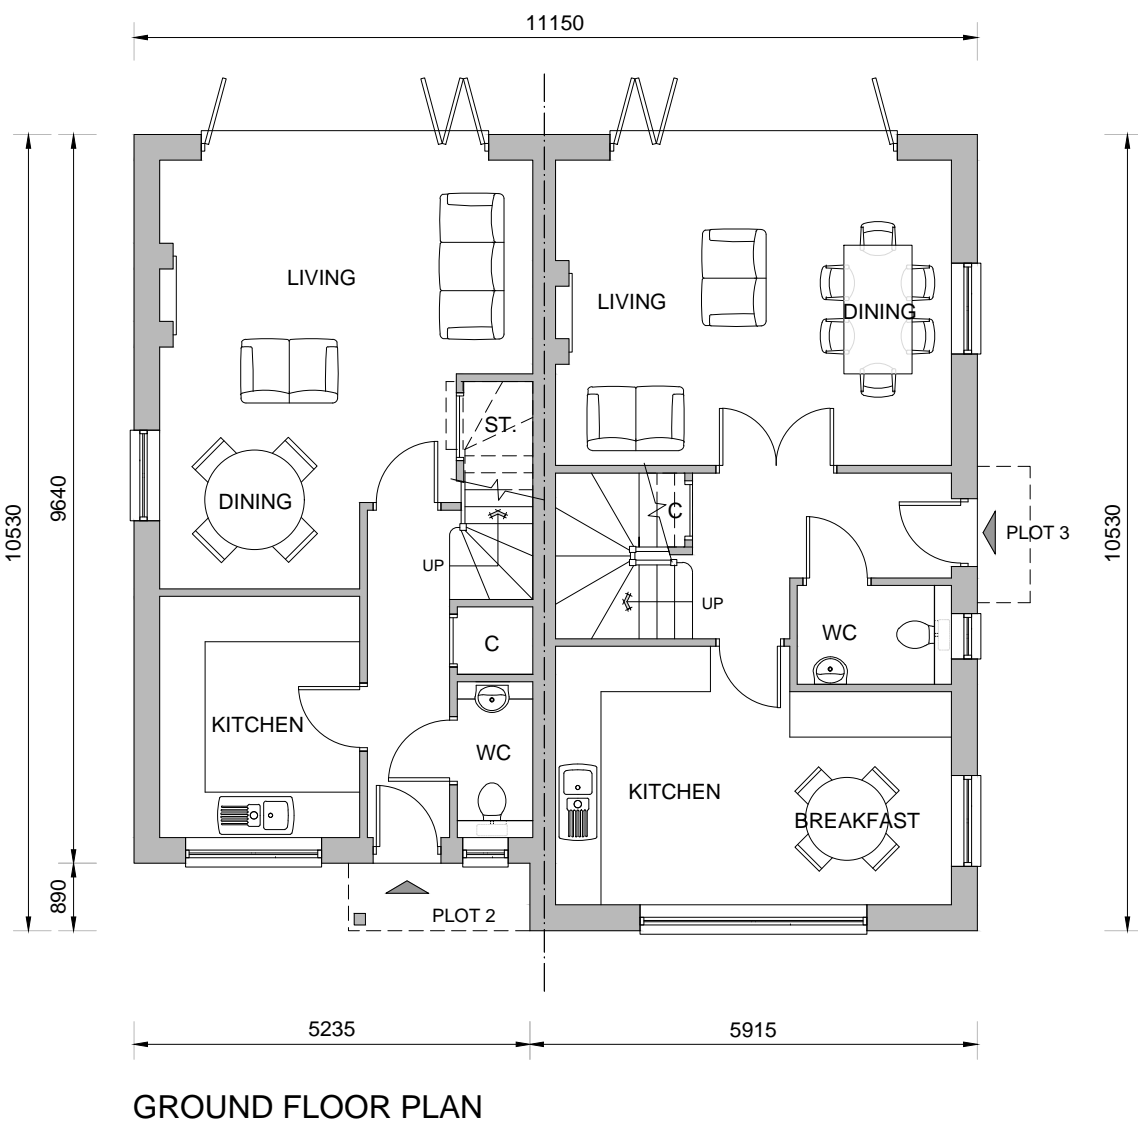 11150
LIVING
LIVING
DINING
ST.
DINING
C
10530
9640
10530
PLOT 3
UP
UP
C
WC
KITCHEN
WC
KITCHEN
BREAKFAST
890
PLOT 2
5235
5915
GROUND FLOOR PLAN